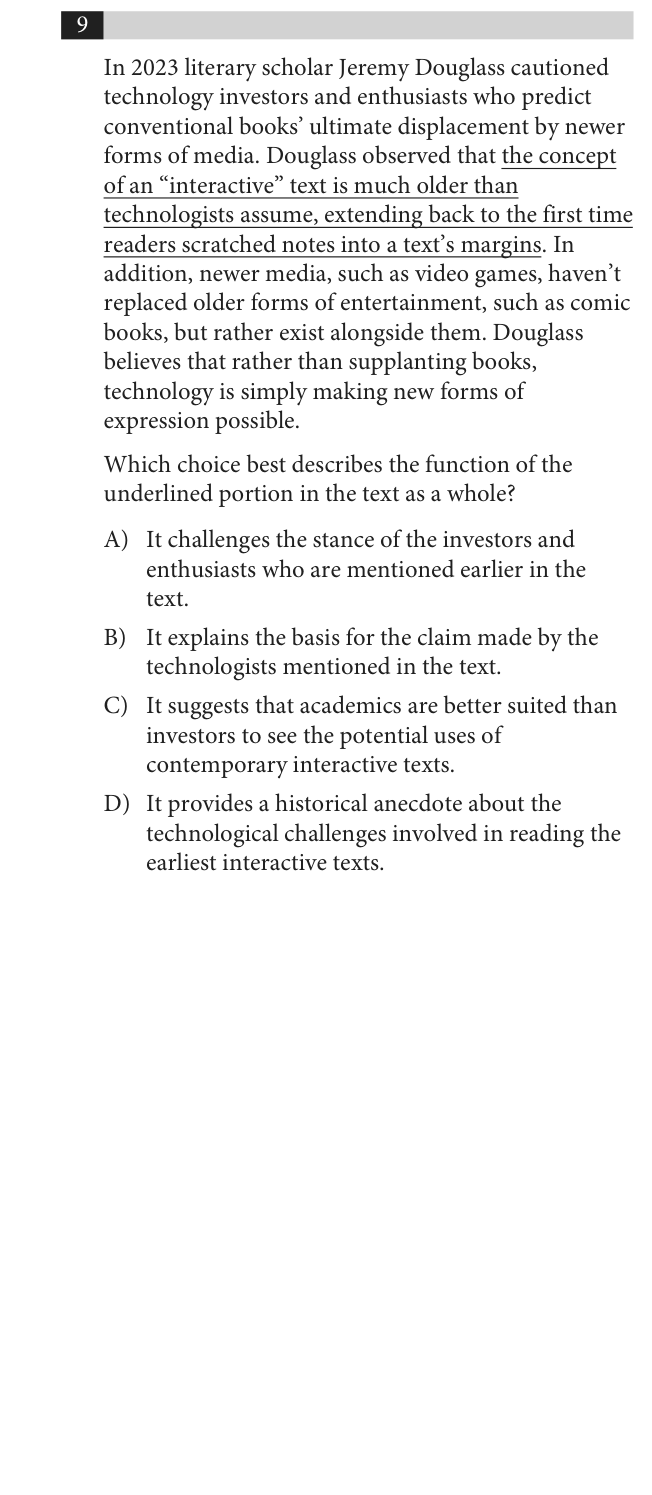 9
In 2023 literary scholar Jeremy Douglass cautioned
technology investors and enthusiasts who predict
conventional books’ ultimate displacement by newer
forms of media. Douglass observed that the concept
of an “interactive” text is much older than
technologists assume, extending back to the first time
readers scratched notes into a text’s margins. In
addition, newer media, such as video games, haven’t
replaced older forms of entertainment, such as comic
books, but rather exist alongside them. Douglass
believes that rather than supplanting books,
technology is simply making new forms of
expression possible.
Which choice best describes the function of the
underlined portion in the text as a whole?
A) It challenges the stance of the investors and
enthusiasts who are mentioned earlier in the
text.
B) It explains the basis for the claim made by the
technologists mentioned in the text.
C) It suggests that academics are better suited than
investors to see the potential uses of
contemporary interactive texts.
D) It provides a historical anecdote about the
technological challenges involved in reading the
earliest interactive texts.